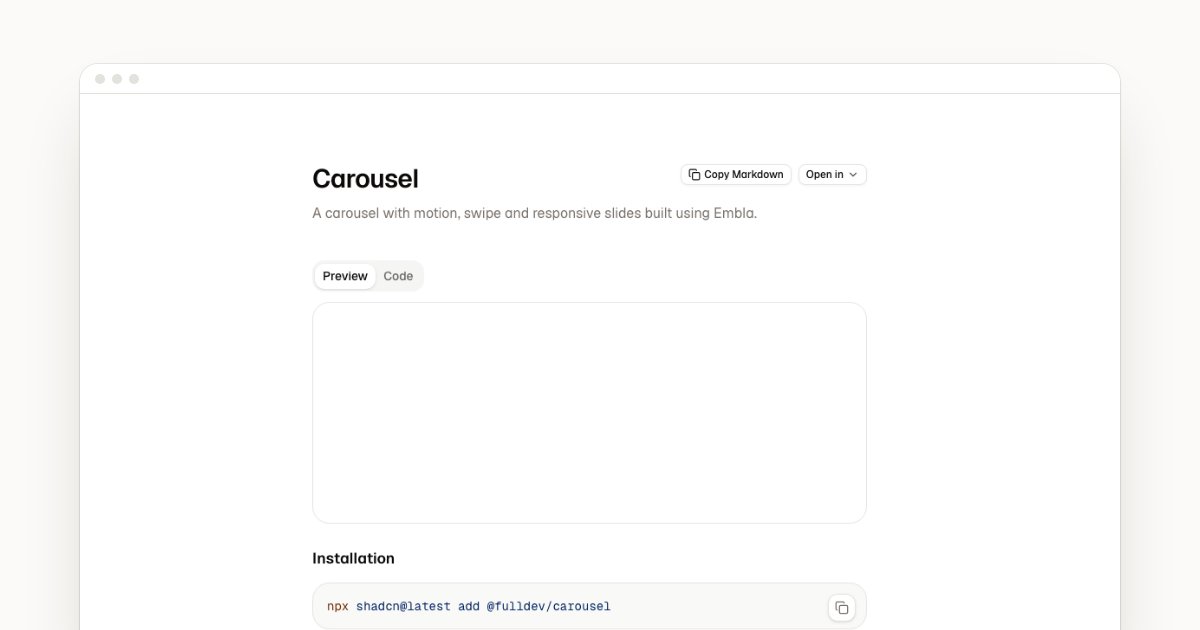 Carousel
Copy Markdown
Open in
A carousel with motion, swipe and responsive slides built using Embla.
Preview
Code
Installation
npx shadcn@latest add @fulldev/carousel